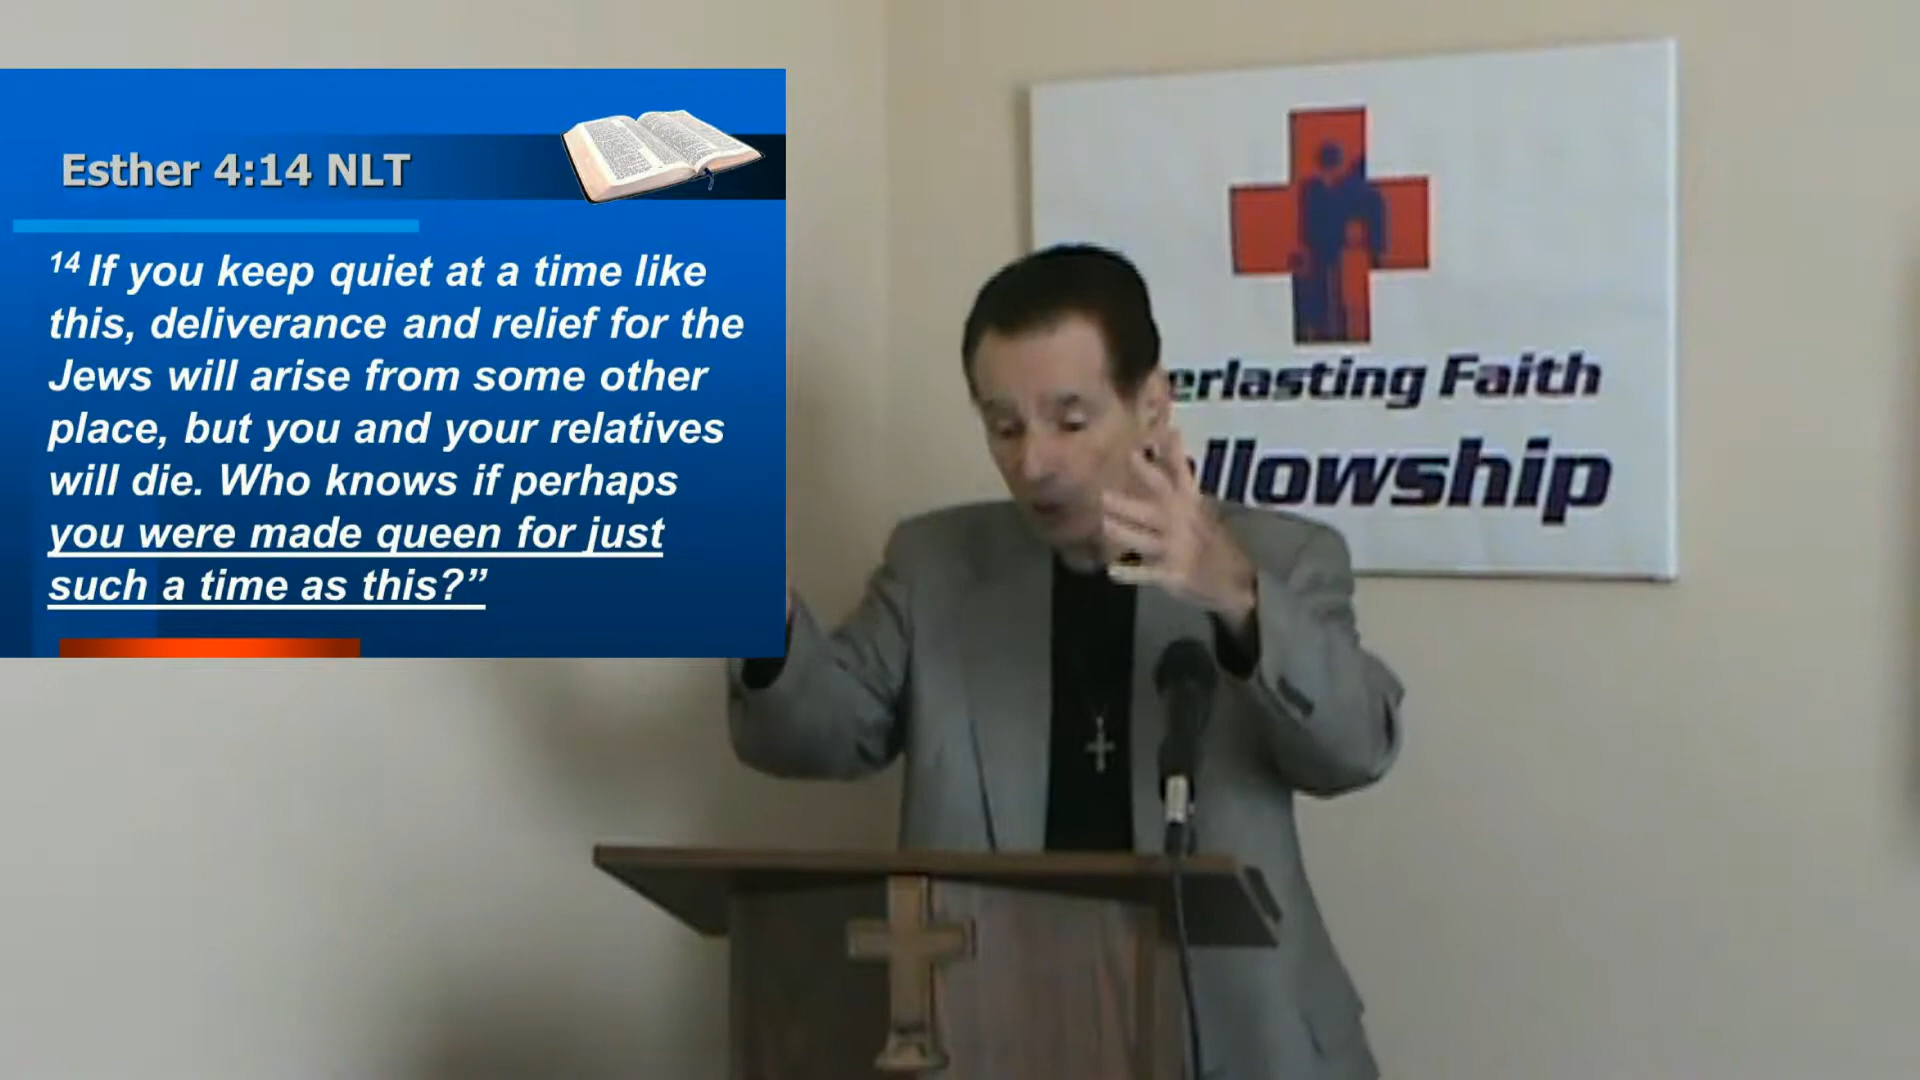 Esther 4:14 NLT
14 If you keep quiet at a time like
this, deliverance and relief for the
Jews will arise from some other
place, but you and your relatives
will die. Who knows if perhaps
you were made queen for just
such a time as this?”
erlasting Faith
llowship